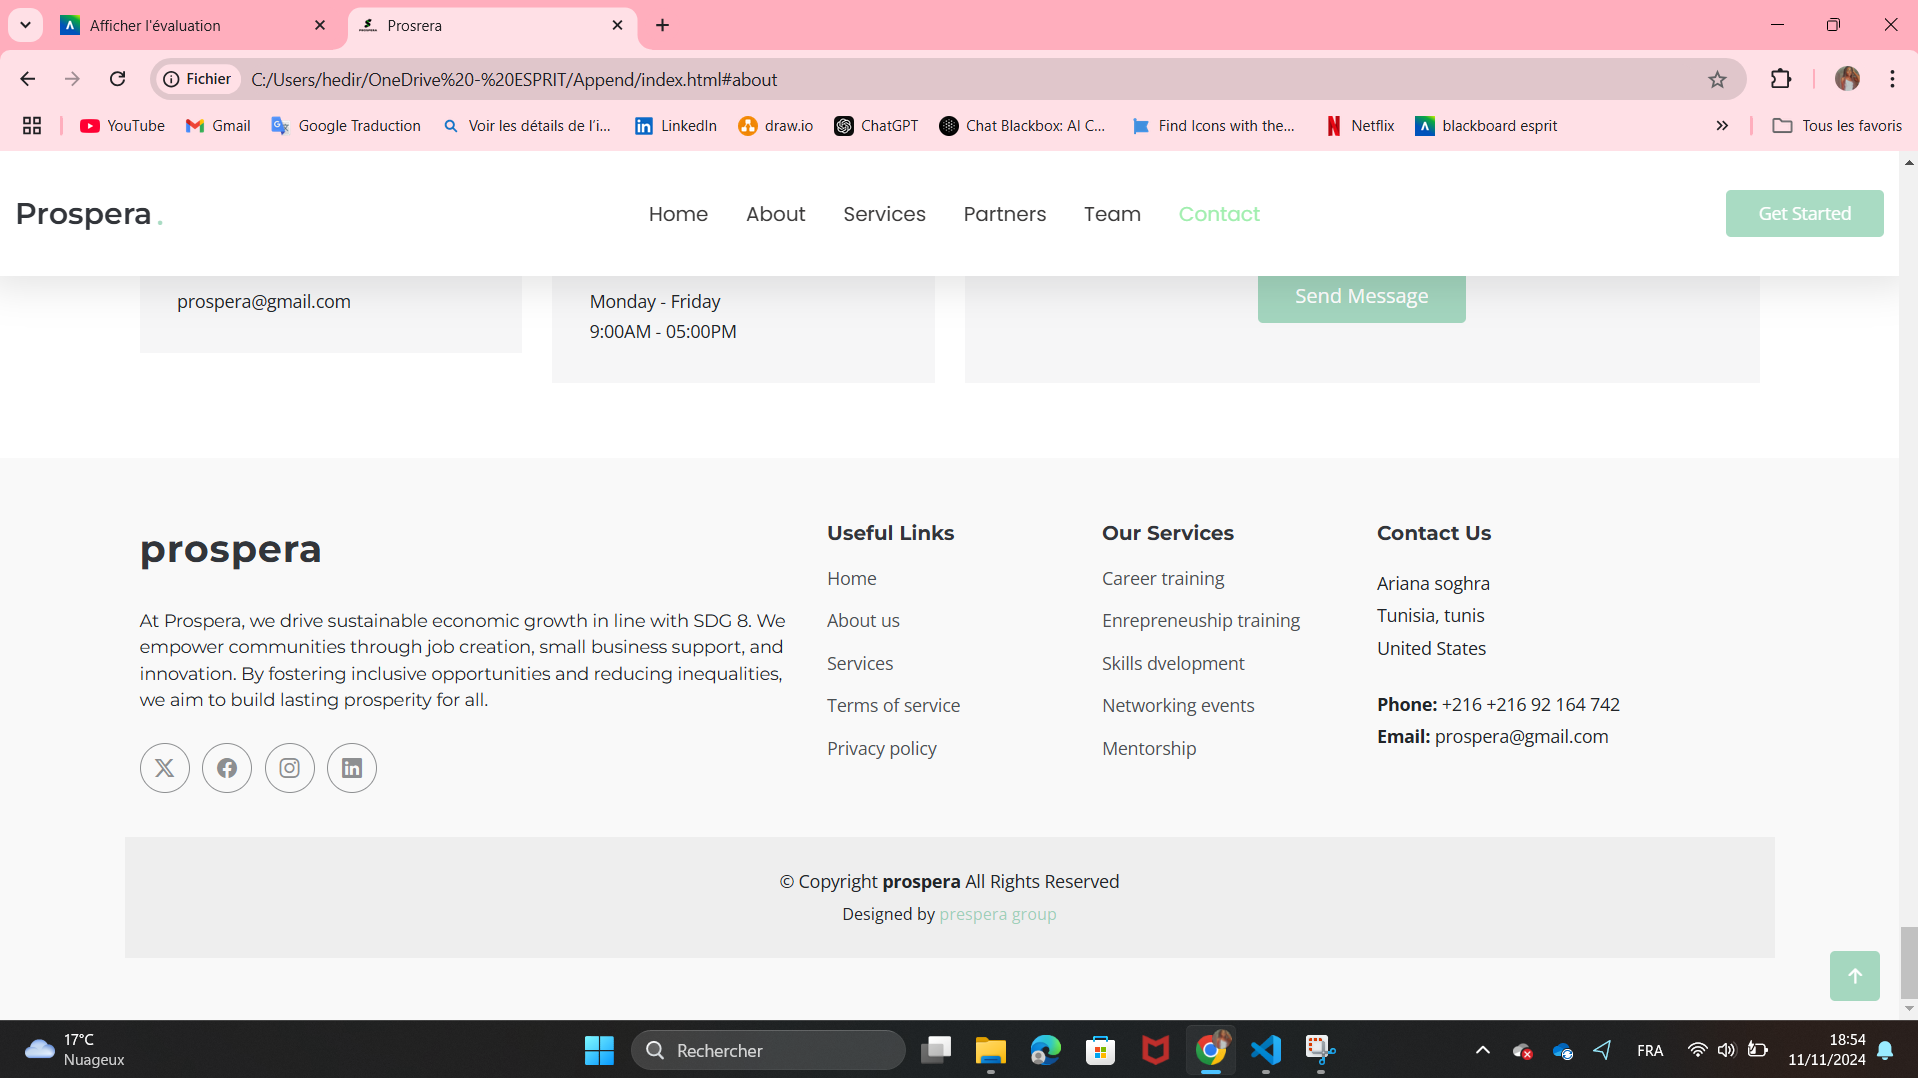 Afficher l'évaluation
Prosrera
Fichier
C:/Users/hedir/OneDrive%20-%20ESPRIT/Append/index.html#about
YouTube
Gmail
Google Traduction
Voir les détails de l'i...
LinkedIn
draw.io
ChatGPT
Chat Blackbox: AI C...
Find Icons with the...
Netflix
blackboard esprit
Tous les favoris
Prospera.
Home
About
Services
Partners
Team
Contact
Get Started
prospera@gmail.com
Monday - Friday
9:00AM - 05:00PM
Send Message
prospera
At Prospera, we drive sustainable economic growth in line with SDG 8. We
empower communities through job creation, small business support, and
innovation. By fostering inclusive opportunities and reducing inequalities,
we aim to build lasting prosperity for all.
Useful Links
Home
About us
Services
Terms of service
Privacy policy
Our Services
Career training
Enrepreneuship training
Skills dvelopment
Networking events
Mentorship
Contact Us
Ariana soghra
Tunisia, tunis
United States
Phone: +216 +216 92 164 742
Email: prospera@gmail.com
© Copyright prospera All Rights Reserved
Designed by prespera group
17°C
Nuageux
Rechercher
FRA
18:54
11/11/2024